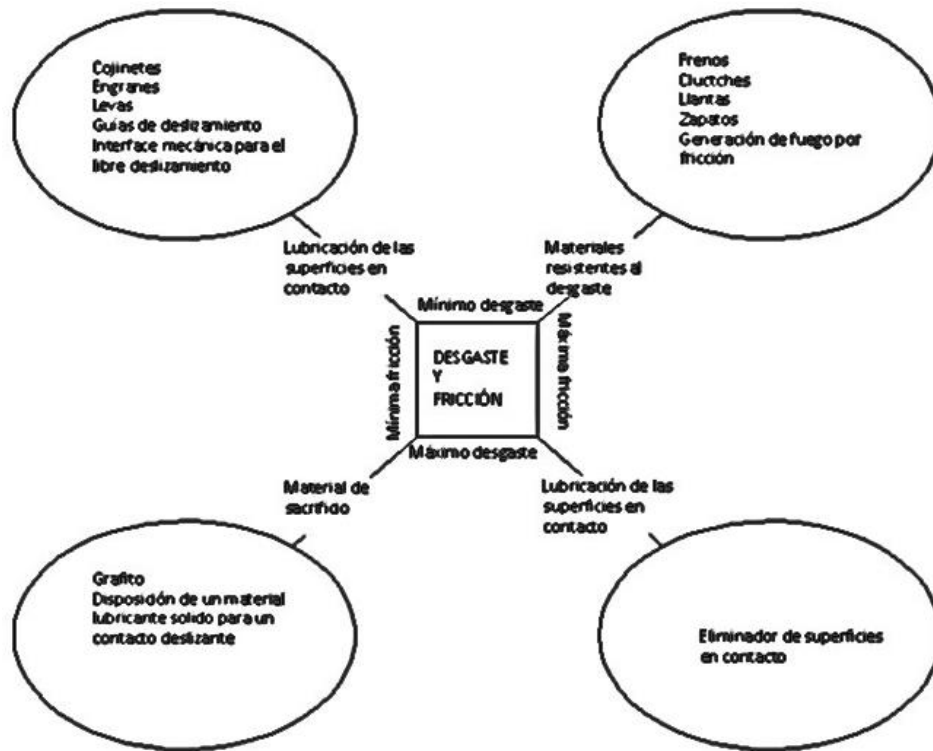 Cojinetes
Engranes
Levas
Guías de deslizamiento
Interface mecánica para el
libre deslizamiento
Frenos
Cluctches
Llantas
Zapatos
Generación de fuego por
fricción
Lubricación de las
superficies en
contacto
Materiales
resistentes al
desgaste
Mínimo desgaste
Mínima fricción
DESGASTE
Y
FRICCIÓN
Máxima fricción
Máximo desgaste
Material de
sacrificio
Lubricación de las
superficies en
contacto
Grafito
Disposición de un material
lubricante solido para un
contacto deslizante
Eliminador de superficies
en contacto